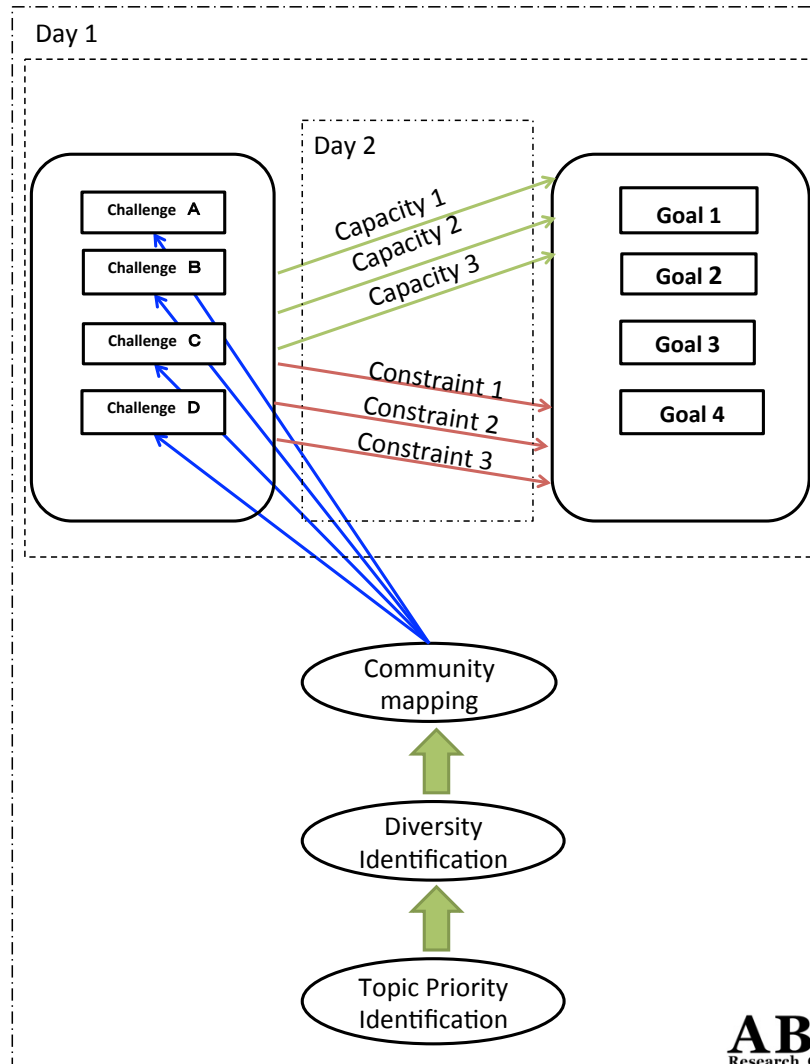 Day 1
Day 2
Challenge A
Challenge B
Challenge C
Challenge D
Capacity 1
Capacity 2
Capacity 3
Constraint 1
Constraint 2
Constraint 3
Goal 1
Goal 2
Goal 3
Goal 4
Community
mapping
Diversity
Identification
Topic Priority
Identification
AB
Research